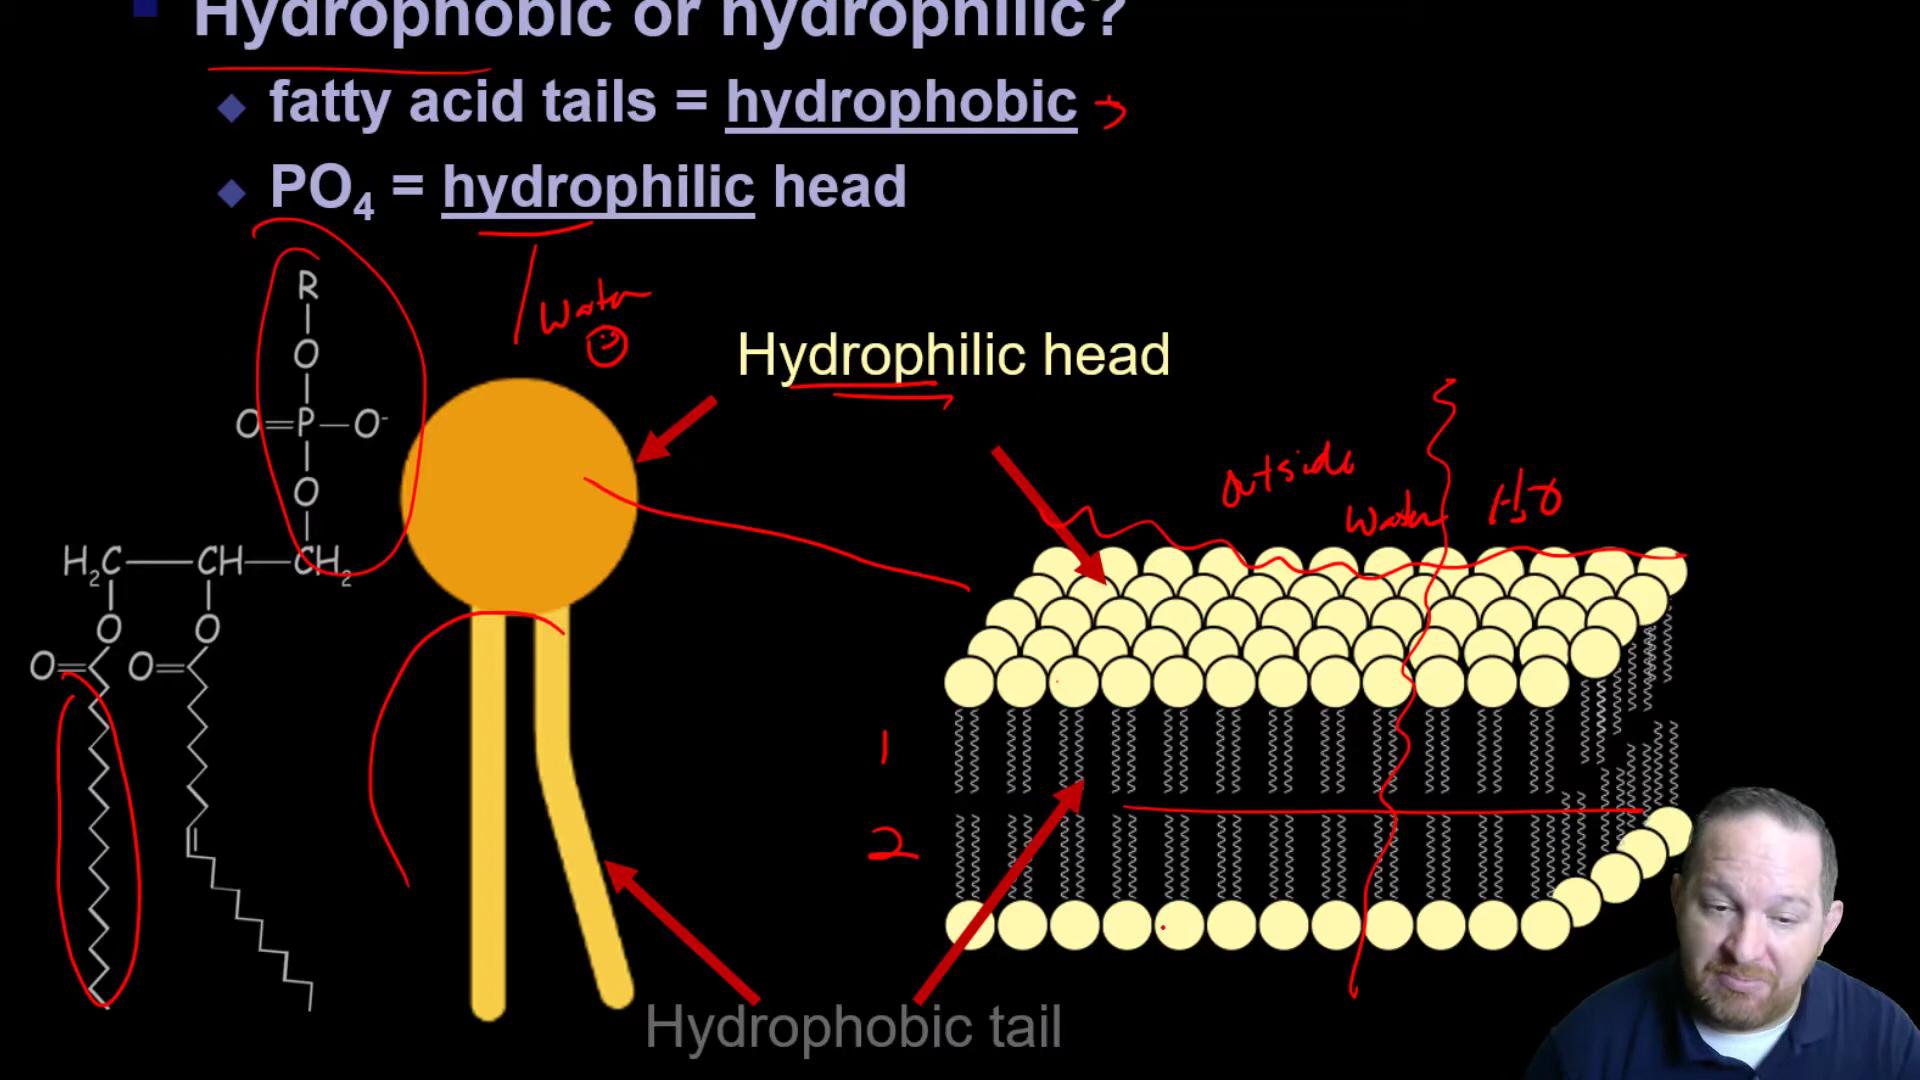 Hydrophobic or hydrophilic?
fatty acid tails = hydrophobic
PO4 = hydrophilic head
Water
Hydrophilic head
R
O
O=P—O-
O
H2C—CH—CH2
O O
O= O=
outside
Water H2O
1
2
Hydrophobic tail